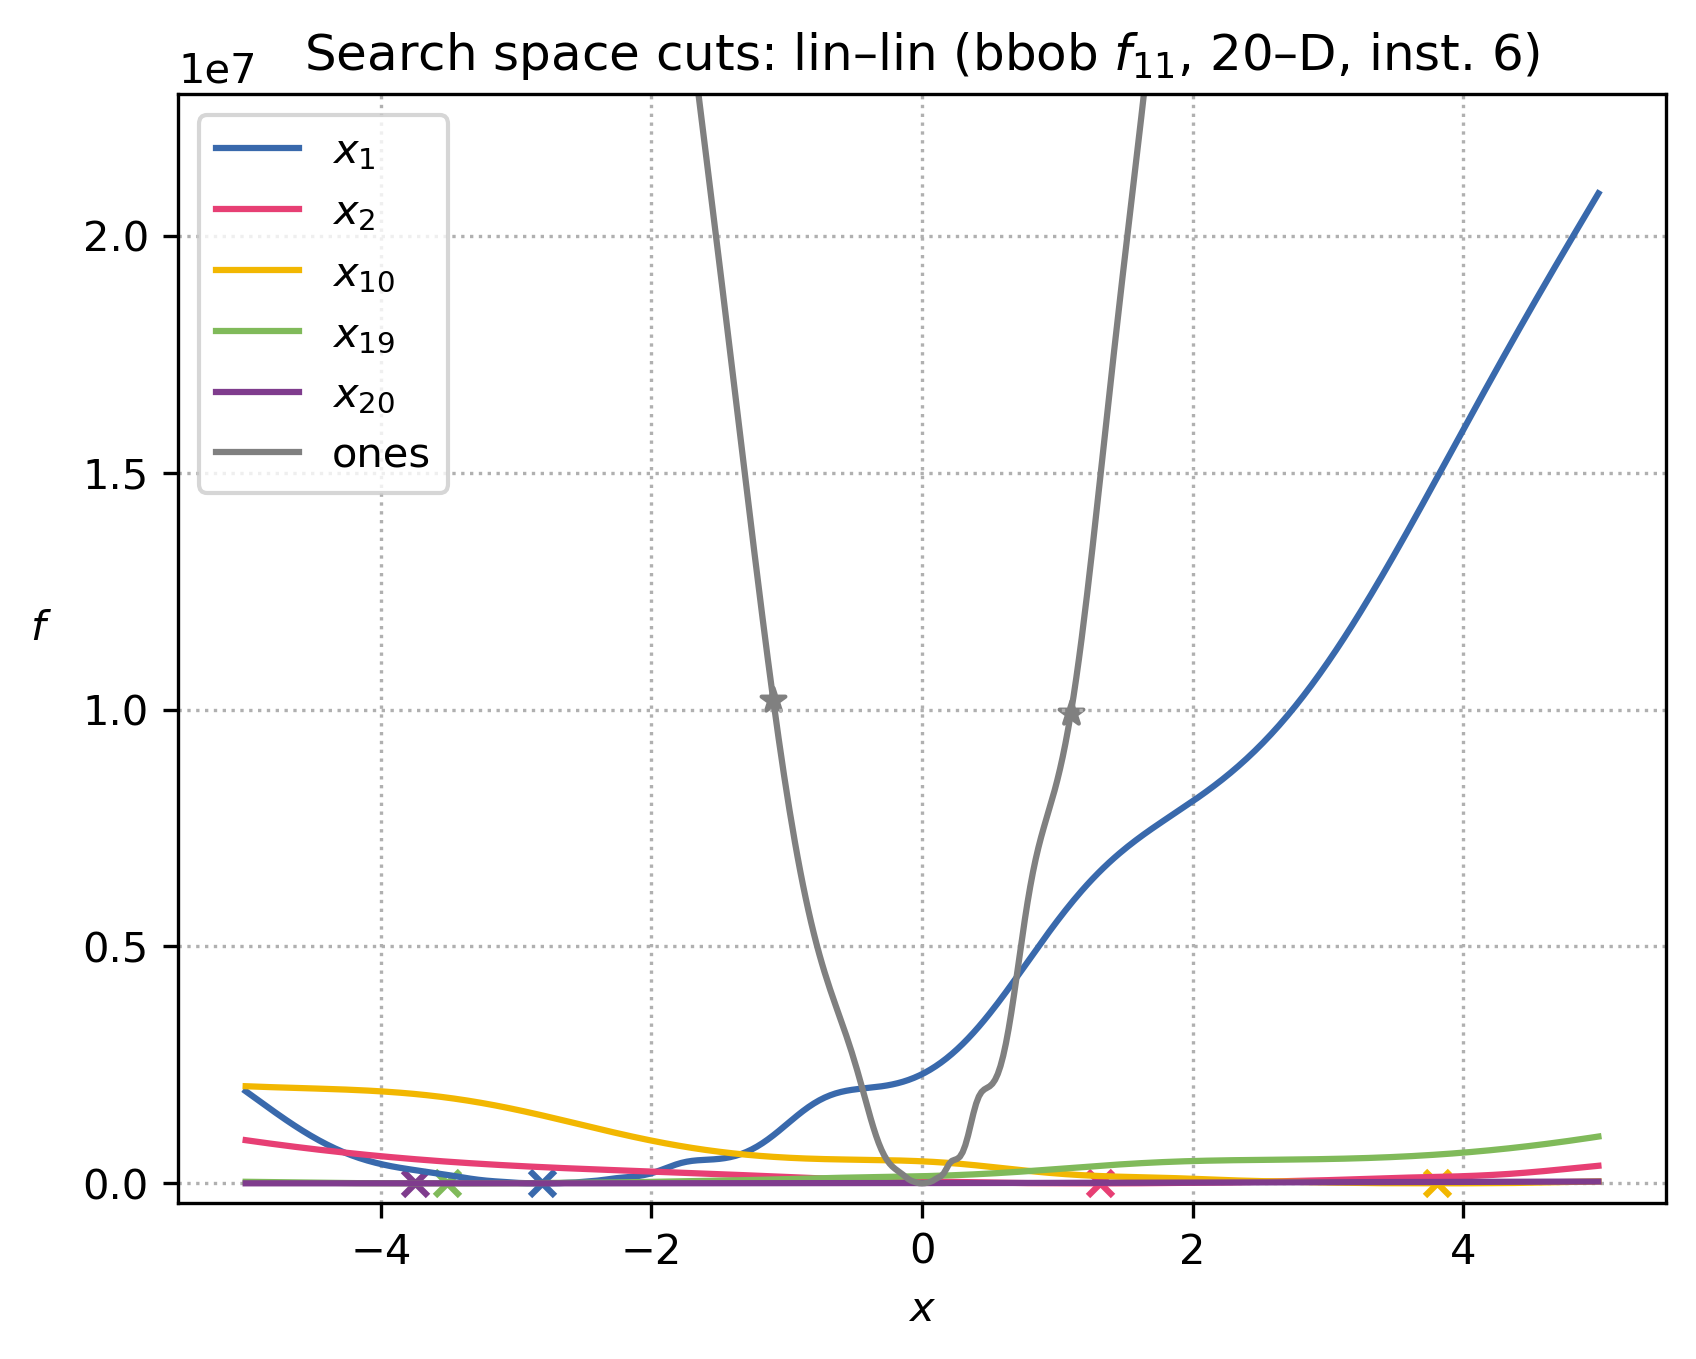 Search space cuts: lin–lin (bbob f₁₁, 20–D, inst. 6)
1e7
x₁
x₂
x₁₀
x₁₉
x₂₀
ones
2.0
1.5
1.0
0.5
0.0
f
−4 −2 0 2 4
x